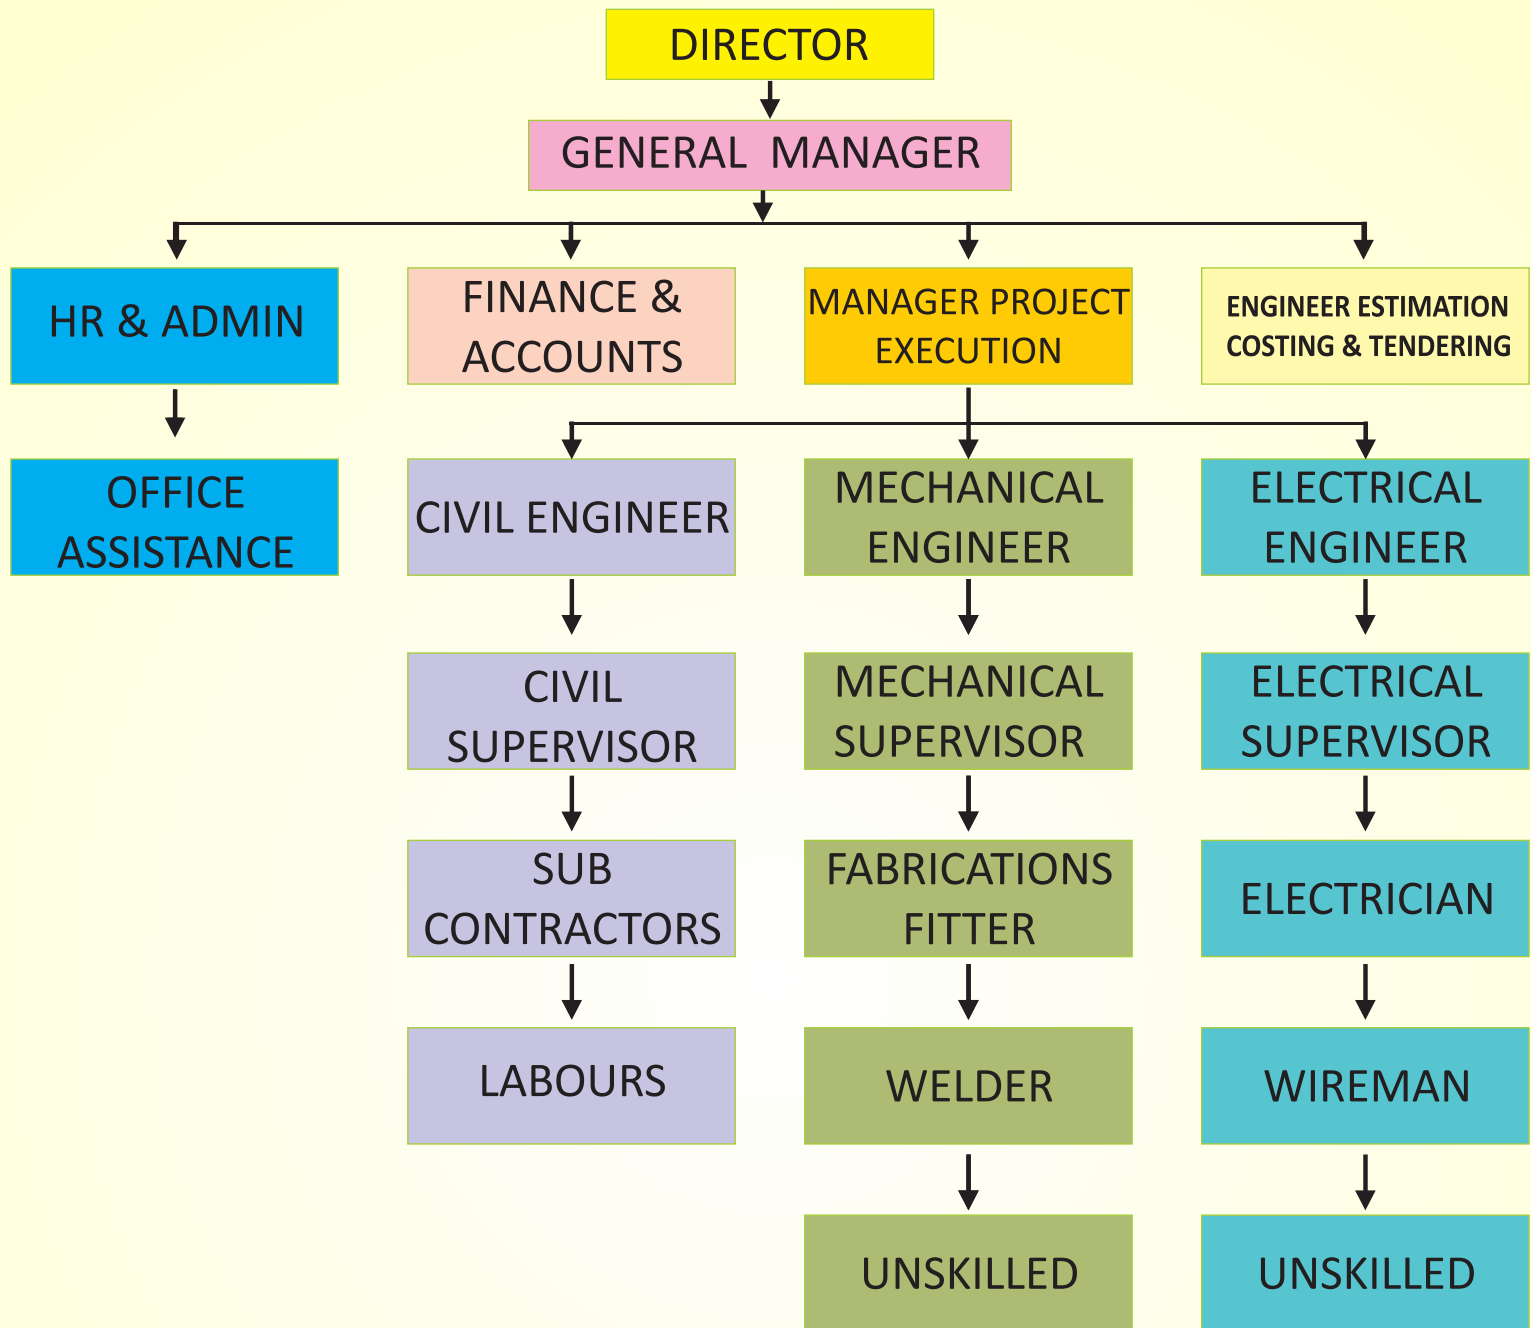 DIRECTOR
GENERAL MANAGER
HR & ADMIN
FINANCE &
ACCOUNTS
MANAGER PROJECT
EXECUTION
ENGINEER ESTIMATION
COSTING & TENDERING
OFFICE
ASSISTANCE
CIVIL ENGINEER
MECHANICAL
ENGINEER
ELECTRICAL
ENGINEER
CIVIL
SUPERVISOR
MECHANICAL
SUPERVISOR
ELECTRICAL
SUPERVISOR
SUB
CONTRACTORS
FABRICATIONS
FITTER
ELECTRICIAN
LABOURS
WELDER
WIREMAN
UNSKILLED
UNSKILLED